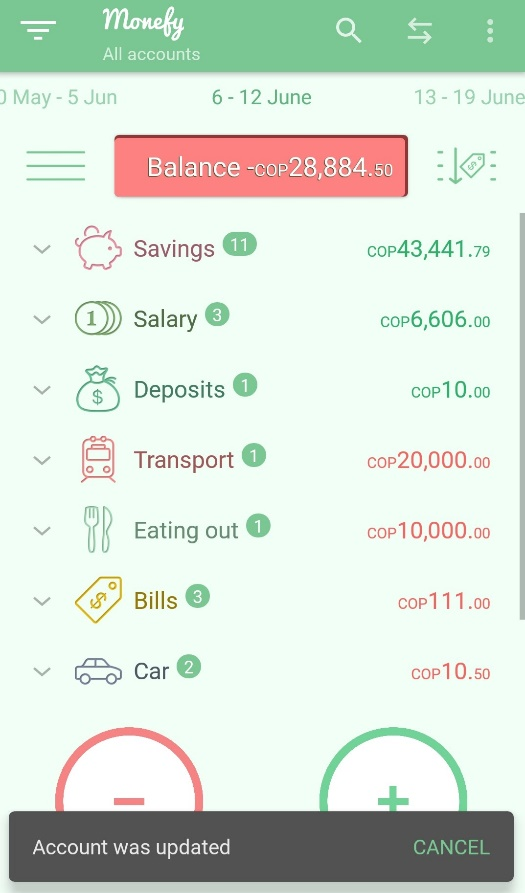 Monefy
All accounts
0 May - 5 Jun 6 - 12 June 13 - 19 June
Balance -COP28,884.50
Savings 11 COP43,441.79
1 Salary 3 COP6,606.00
$ Deposits 1 COP10.00
Transport 1 COP20,000.00
Eating out 1 COP10,000.00
$ Bills 3 COP111.00
Car 2 COP10.50
− +
Account was updated CANCEL